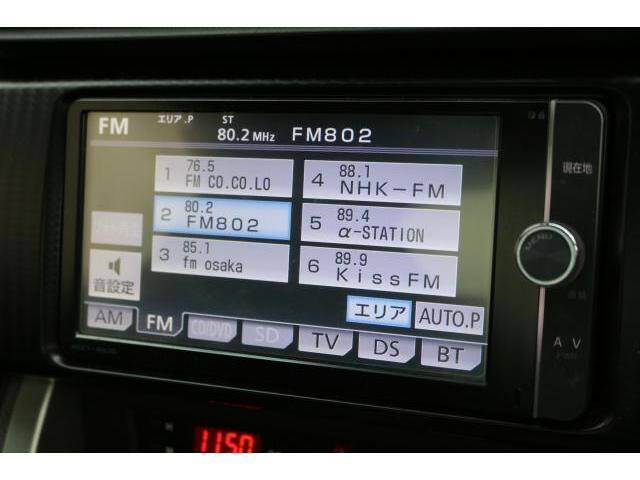 FM
エリア.P
ST
80.2 MHz FM802
1 76.5 FM CO.CO.LO
2 80.2 FM802
3 85.1 fm osaka
4 88.1 NHK-FM
5 89.4 α-STATION
6 89.9 KissFM
音設定
エリア AUTO.P
AM FM CD/DVD SD TV DS BT
現在地
MENU
AV
1150